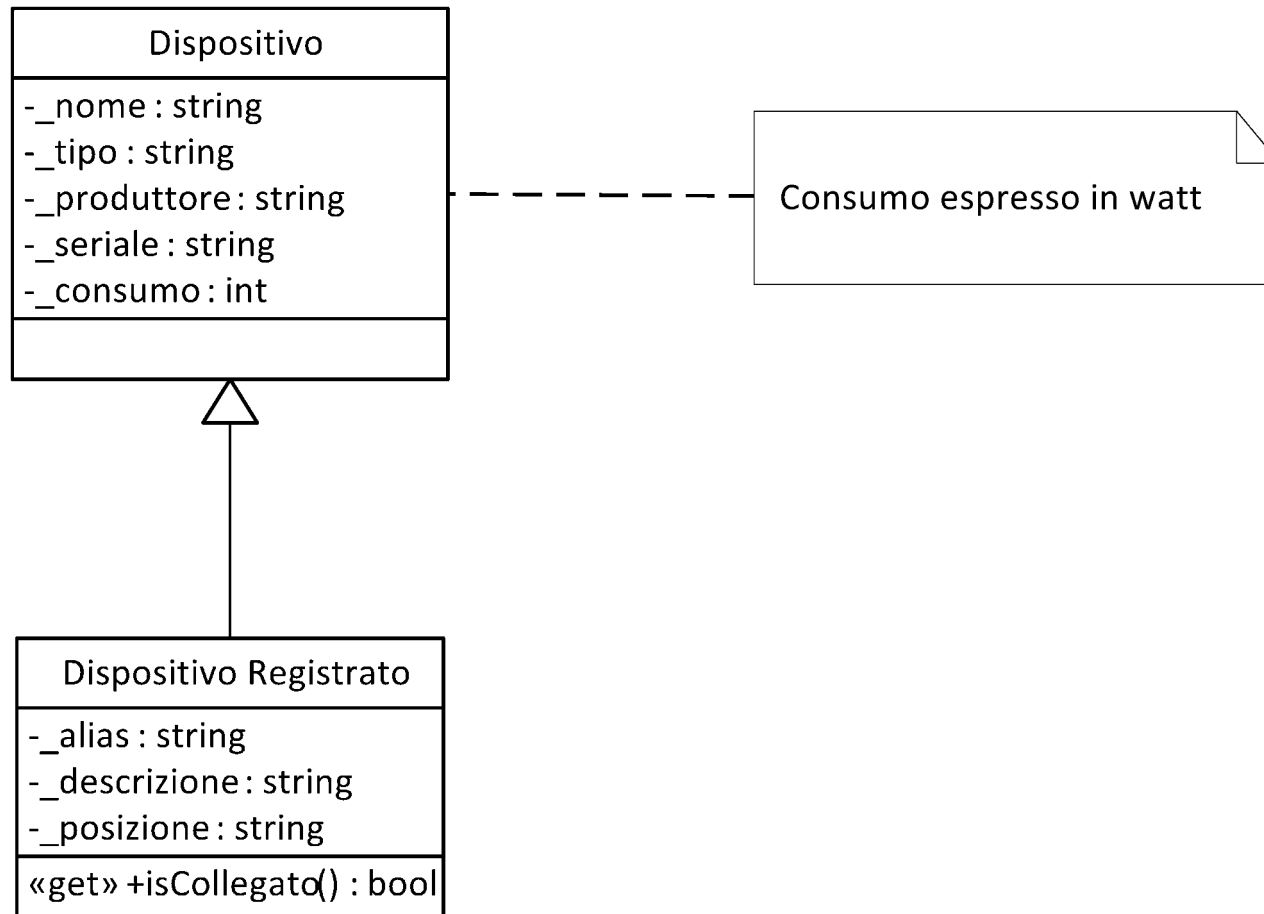 Dispositivo
-_nome : string
-_tipo : string
-_produttore : string
-_seriale : string
-_consumo : int
Consumo espresso in watt
Dispositivo Registrato
-_alias : string
-_descrizione : string
-_posizione : string
«get» +isCollegato() : bool